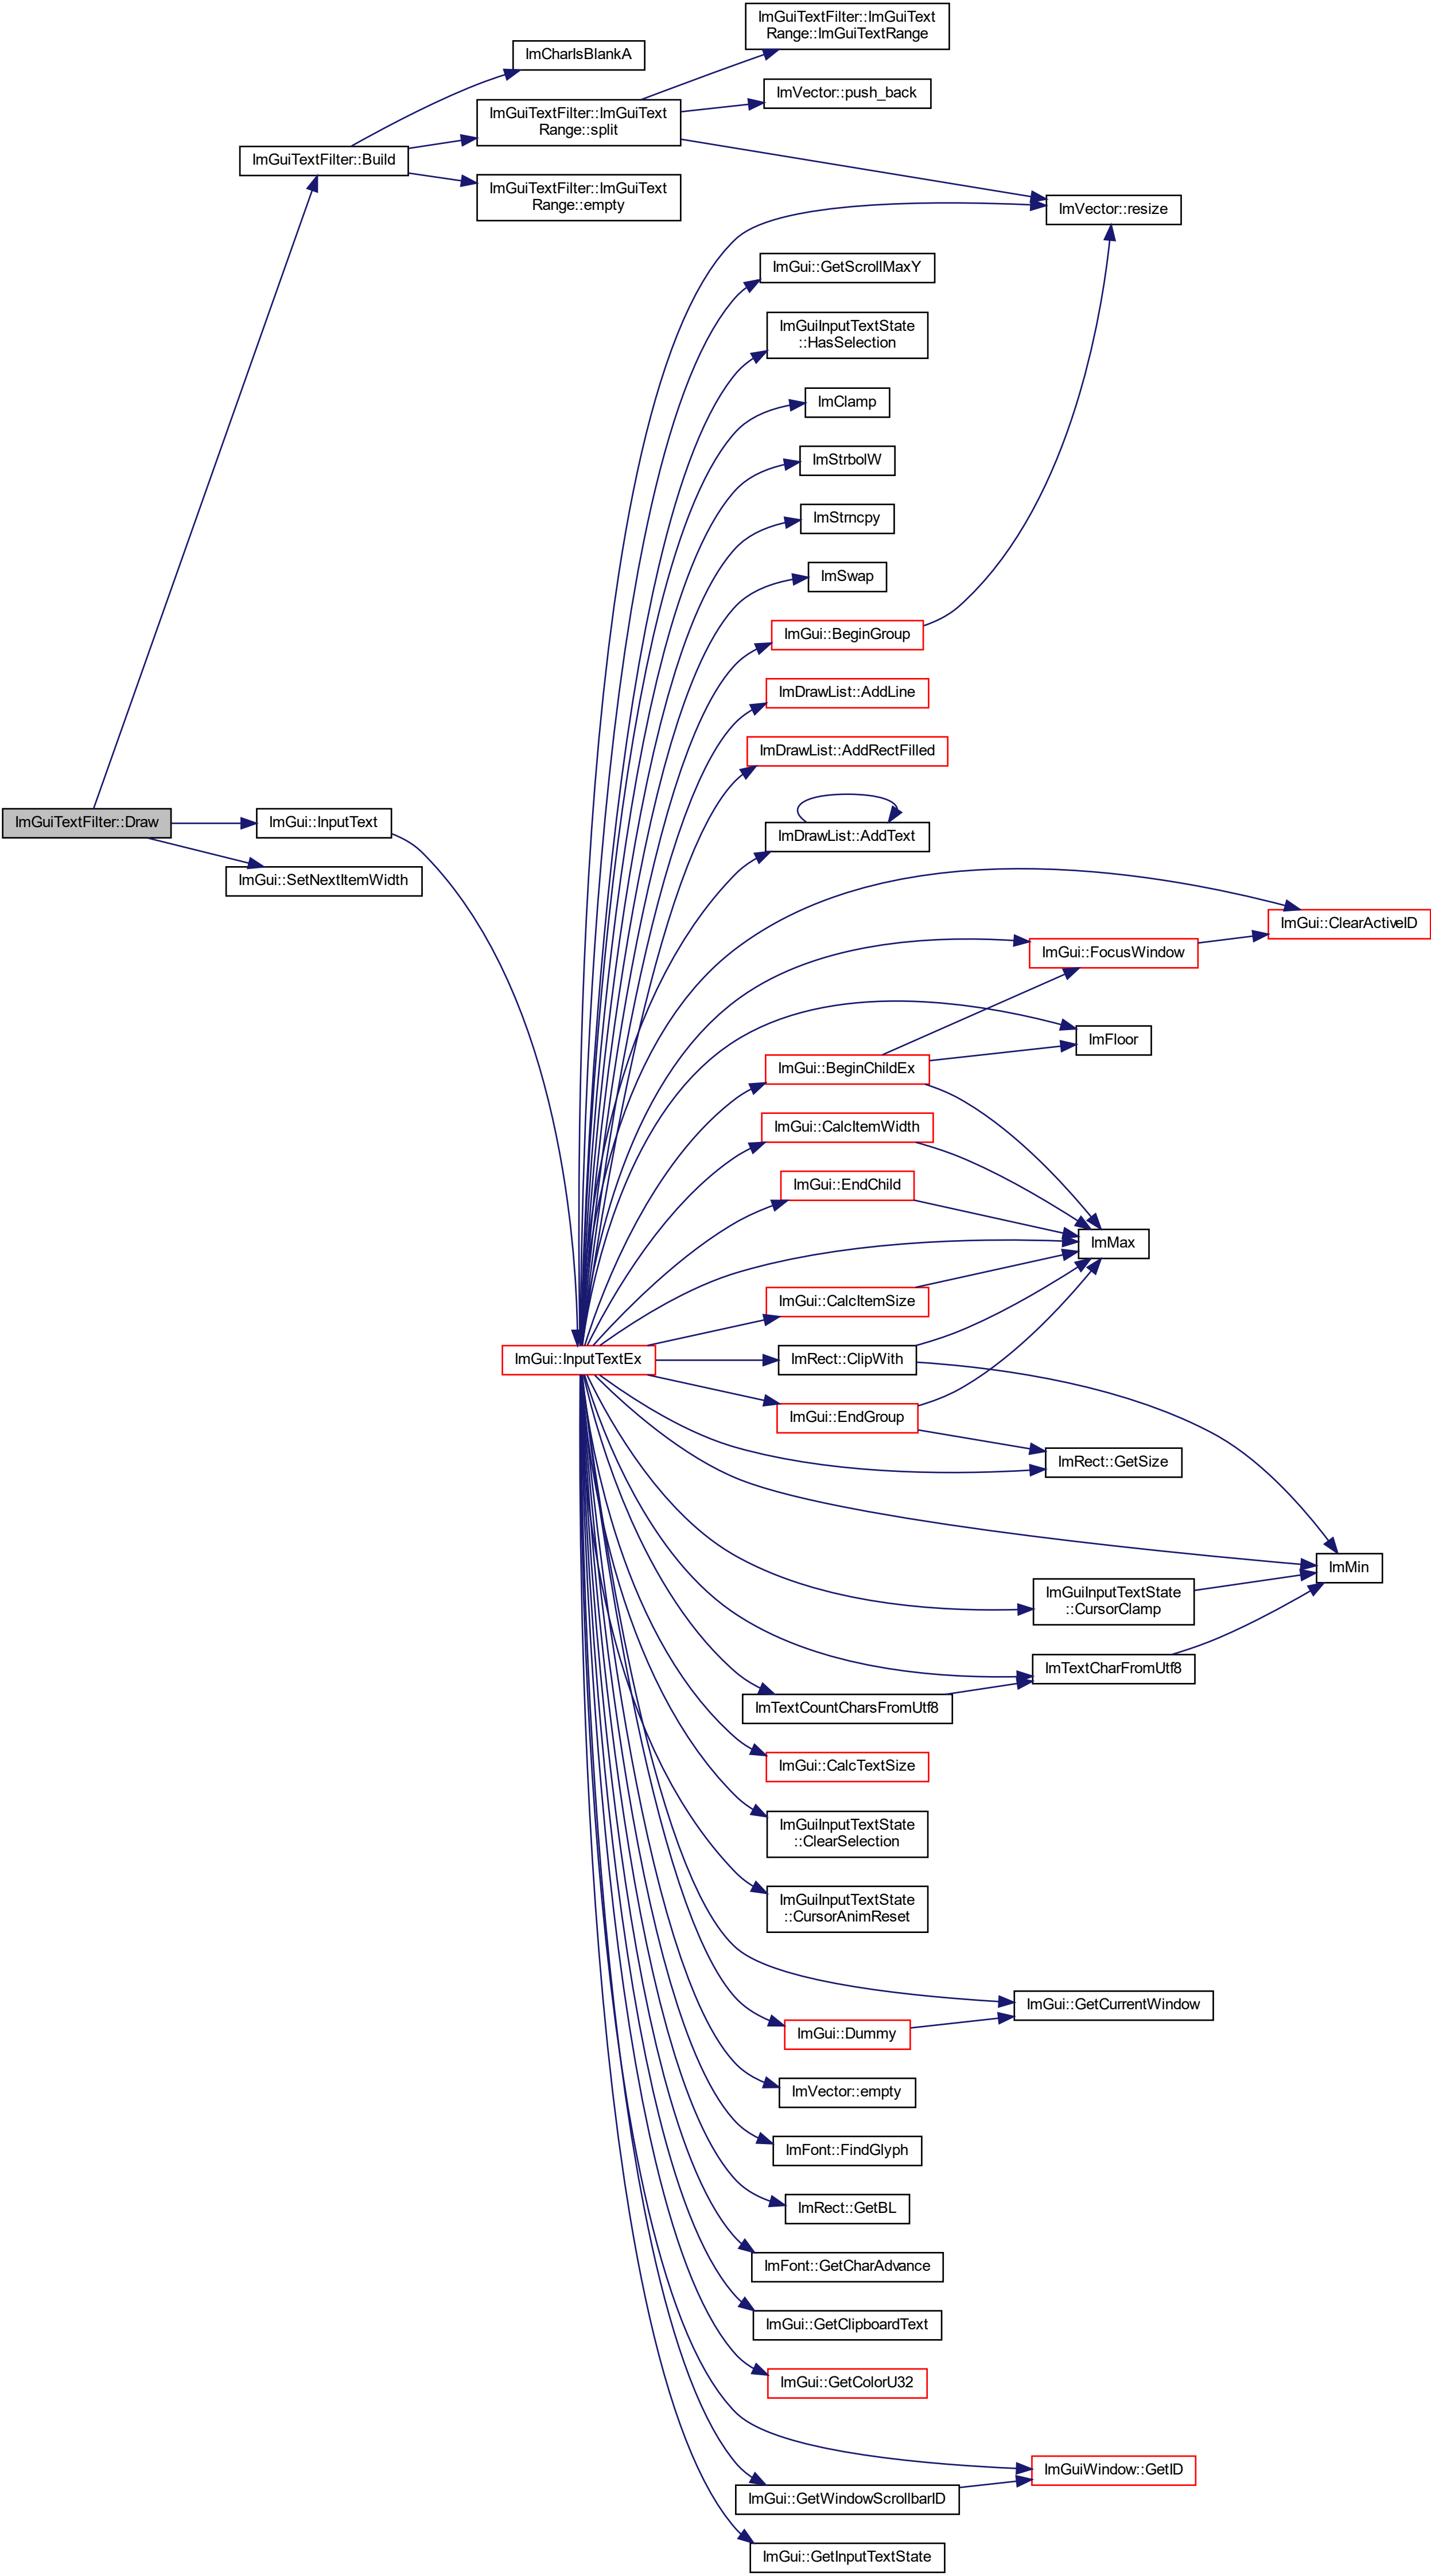 ImGuiTextFilter::ImGuiText
Range::ImGuiTextRange
ImCharIsBlankA
ImVector::push_back
ImGuiTextFilter::ImGuiText
Range::split
ImGuiTextFilter::Build
ImGuiTextFilter::ImGuiText
Range::empty
ImVector::resize
ImGui::GetScrollMaxY
ImGuiInputTextState
::HasSelection
ImClamp
ImStrbolW
ImStrncpy
ImSwap
ImGui::BeginGroup
ImDrawList::AddLine
ImDrawList::AddRectFilled
ImGuiTextFilter::Draw
ImGui::InputText
ImDrawList::AddText
ImGui::SetNextItemWidth
ImGui::ClearActiveID
ImGui::FocusWindow
ImFloor
ImGui::BeginChildEx
ImGui::CalcItemWidth
ImGui::EndChild
ImMax
ImGui::CalcItemSize
ImGui::InputTextEx
ImRect::ClipWith
ImGui::EndGroup
ImRect::GetSize
ImMin
ImGuiInputTextState
::CursorClamp
ImTextCharFromUtf8
ImTextCountCharsFromUtf8
ImGui::CalcTextSize
ImGuiInputTextState
::ClearSelection
ImGuiInputTextState
::CursorAnimReset
ImGui::GetCurrentWindow
ImGui::Dummy
ImVector::empty
ImFont::FindGlyph
ImRect::GetBL
ImFont::GetCharAdvance
ImGui::GetClipboardText
ImGui::GetColorU32
ImGuiWindow::GetID
ImGui::GetWindowScrollbarID
ImGui::GetInputTextState